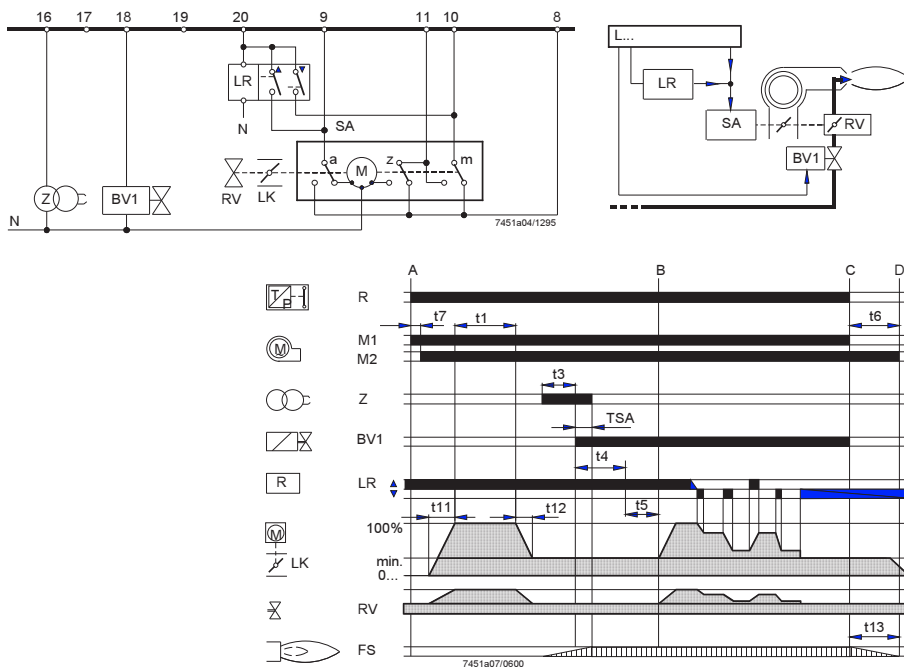 16 17 18 19 20 9 11 10 8
L...
LR
LR
N
SA
SA
RV
a M z m
Z
BV1
RV LK
BV1
N
7451a04/1295
A B C D
T
P
R
t7 t1 t6
M
M1
M2
t3
Z
TSA
BV1
t4
R
LR
t11 t12 t5
100%
M
LK
min.
0...
RV
t13
FS
7451a07/0600